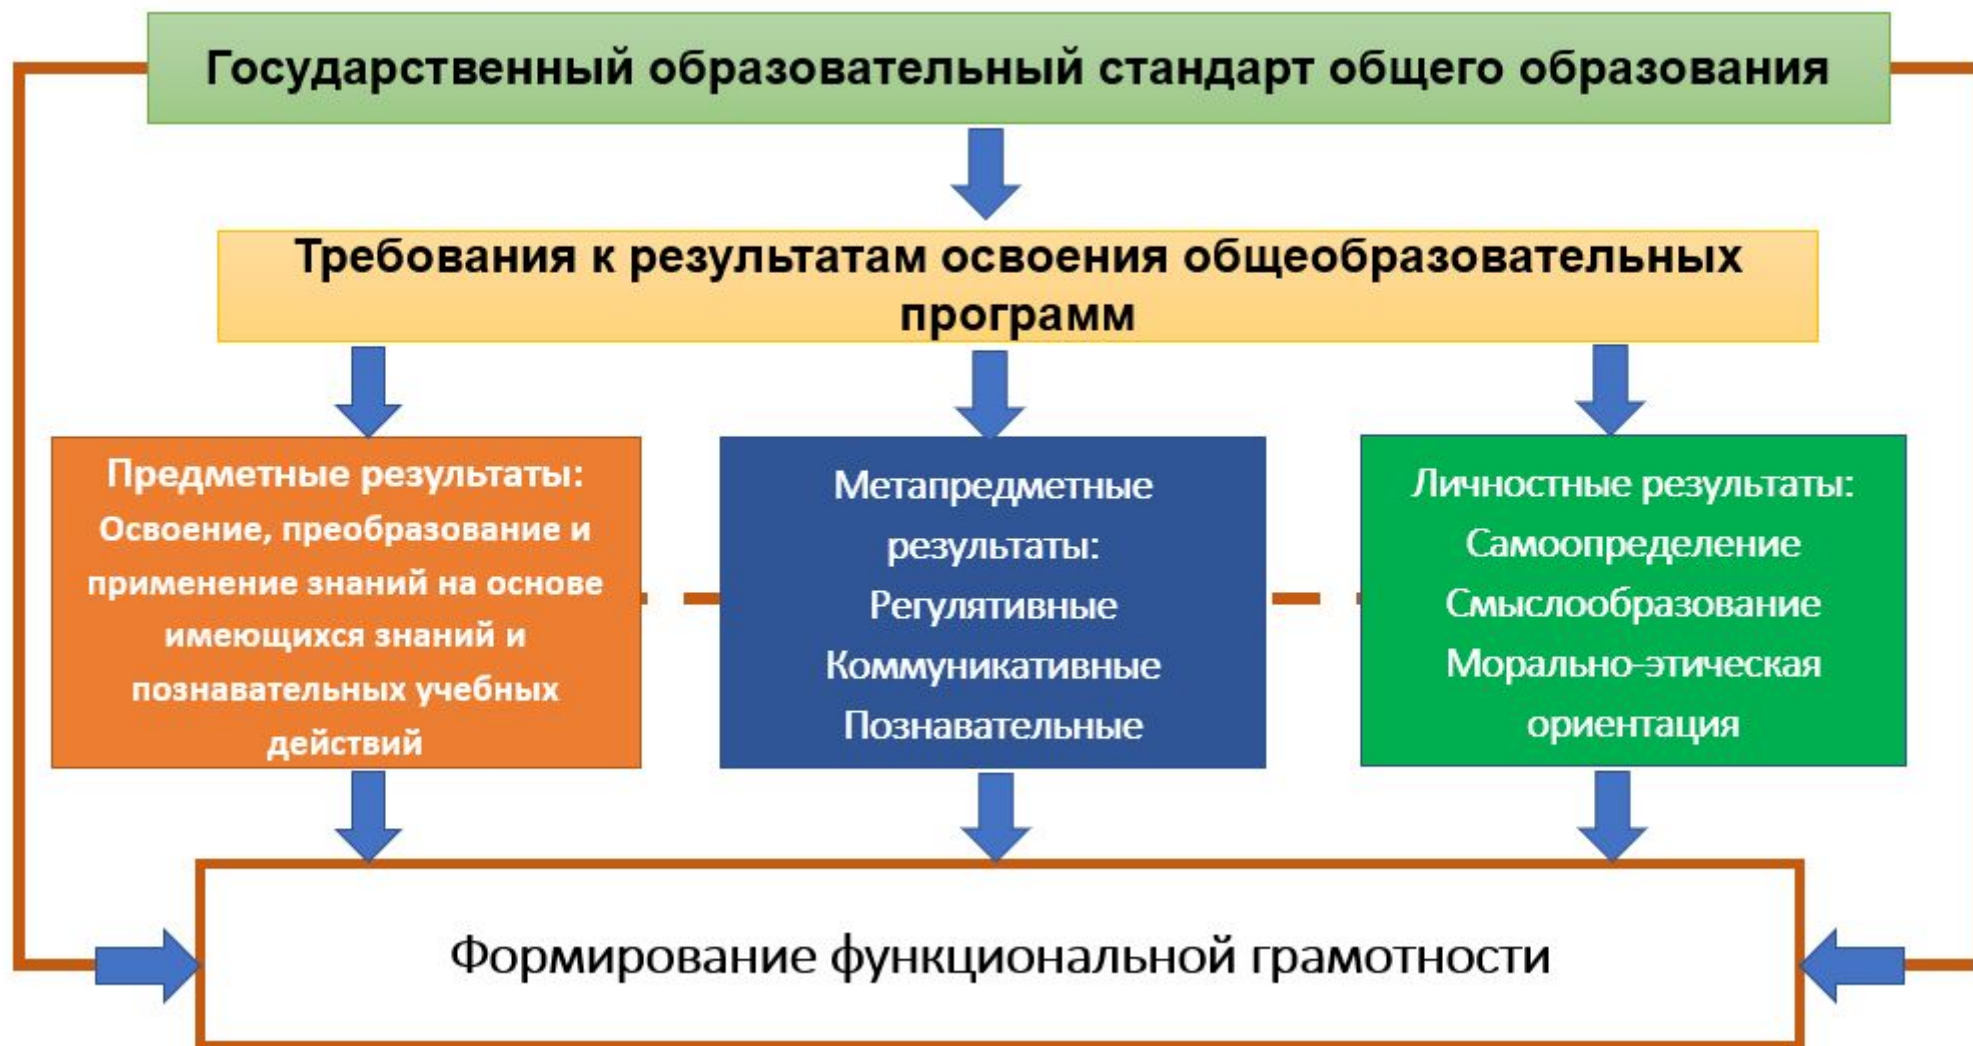 Государственный образовательный стандарт общего образования
Требования к результатам освоения общеобразовательных
программ
Предметные результаты:
Освоение, преобразование и
применение знаний на основе
имеющихся знаний и
познавательных учебных
действий
Метапредметные
результаты:
Регулятивные
Коммуникативные
Познавательные
Личностные результаты:
Самоопределение
Смыслообразование
Морально-этическая
ориентация
Формирование функциональной грамотности